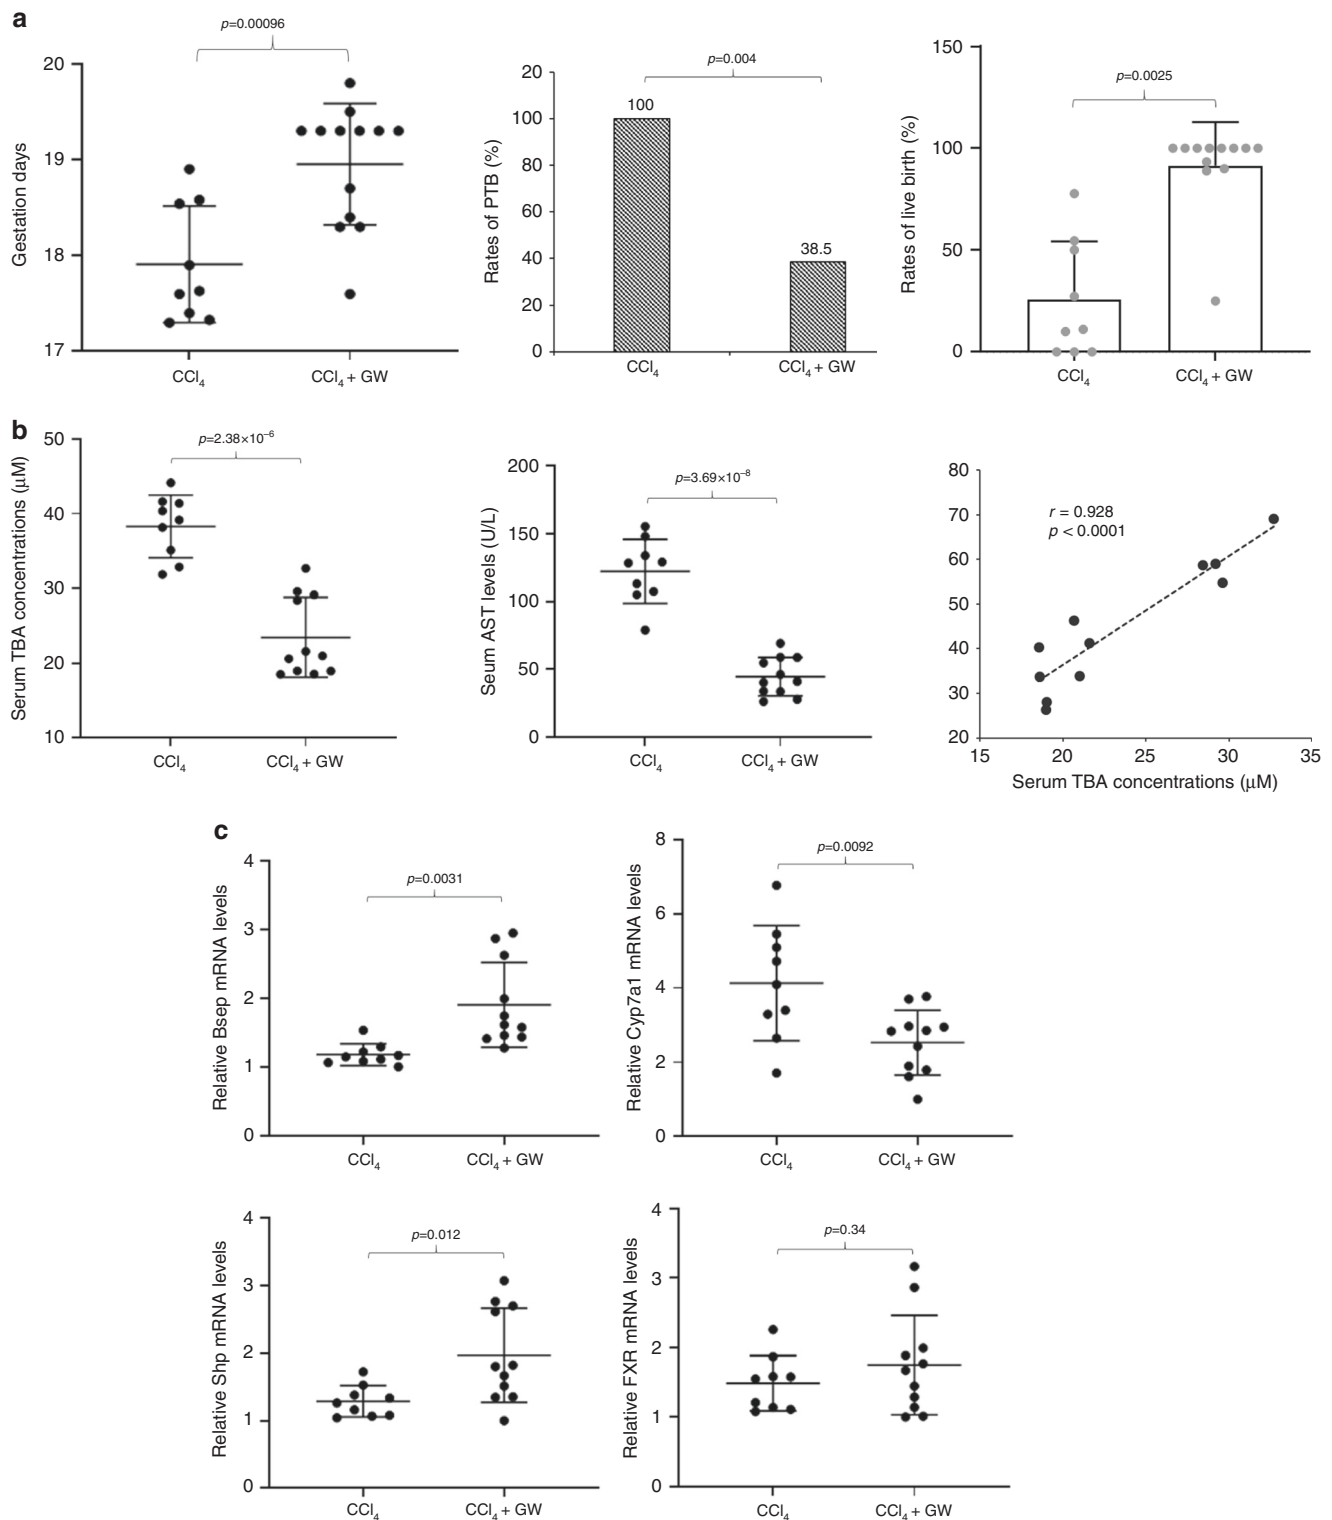 a
p=0.00096
20
19
18
17
Gestation days
CCl₄
CCl₄ + GW
p=0.004
20
100
80
60
40
20
0
Rates of PTB (%)
100
38.5
CCl₄
CCl₄ + GW
p=0.0025
150
100
50
0
Rates of live birth (%)
CCl₄
CCl₄ + GW
b
p=2.38×10⁻⁶
50
40
30
20
10
Serum TBA concentrations (μM)
CCl₄
CCl₄ + GW
p=3.69×10⁻⁸
200
150
100
50
0
Seum AST levels (U/L)
CCl₄
CCl₄ + GW
80
70
60
50
40
30
20
r = 0.928
p < 0.0001
15 20 25 30 35
Serum TBA concentrations (μM)
c
p=0.0031
4
3
2
1
0
Relative Bsep mRNA levels
CCl₄
CCl₄ + GW
p=0.0092
8
6
4
2
0
Relative Cyp7a1 mRNA levels
CCl₄
CCl₄ + GW
p=0.012
4
3
2
1
0
Relative Shp mRNA levels
CCl₄
CCl₄ + GW
p=0.34
4
3
2
1
0
Relative FXR mRNA levels
CCl₄
CCl₄ + GW